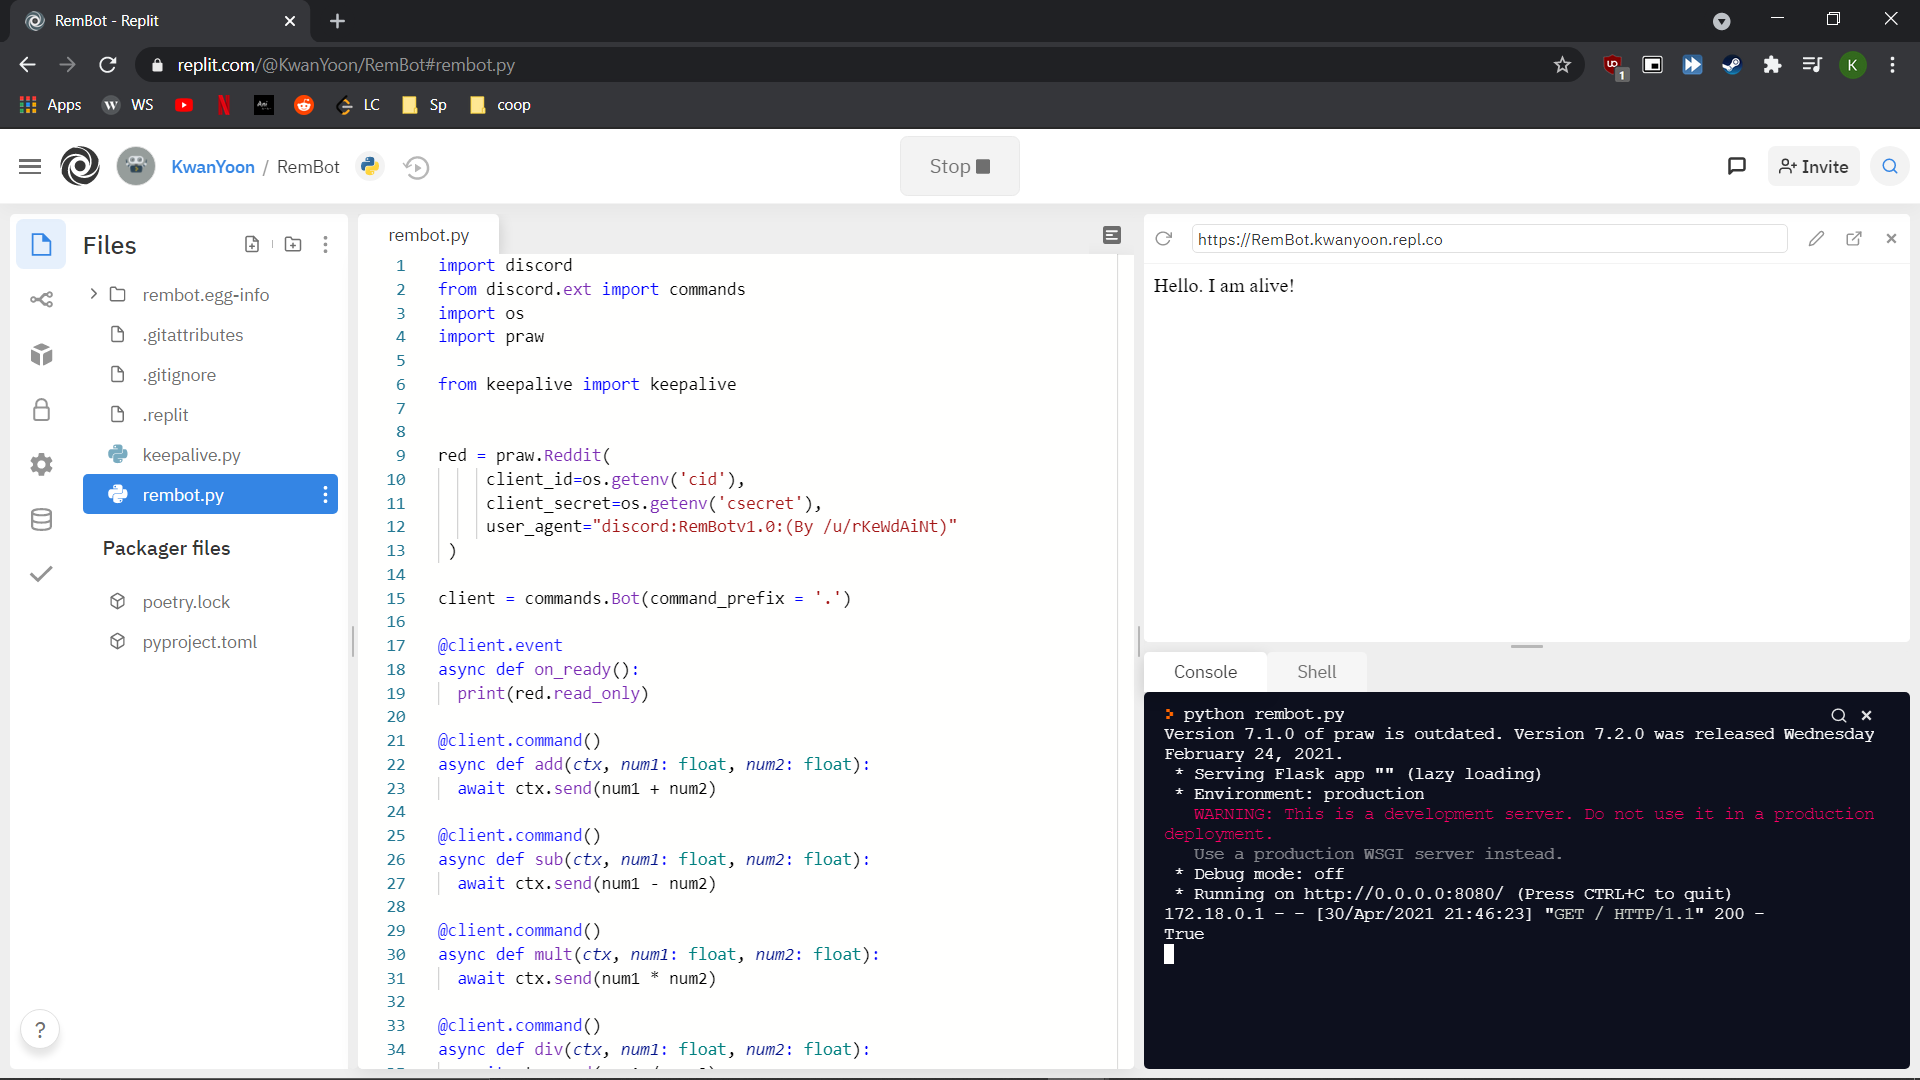 RemBot - Replit
replit.com/@KwanYoon/RemBot#rembot.py
1
K
Apps
WS
LC
Sp
coop
KwanYoon / RemBot
Stop
Invite
Files
rembot.egg-info
.gitattributes
.gitignore
.replit
keepalive.py
rembot.py
Packager files
poetry.lock
pyproject.toml
?
rembot.py
1 import discord
2 from discord.ext import commands
3 import os
4 import praw
5
6 from keepalive import keepalive
7
8
9 red = praw.Reddit(
10 client_id=os.getenv('cid'),
11 client_secret=os.getenv('csecret'),
12 user_agent="discord:RemBotv1.0:(By /u/rKeWdAiNt)"
13 )
14
15 client = commands.Bot(command_prefix = '.')
16
17 @client.event
18 async def on_ready():
19 print(red.read_only)
20
21 @client.command()
22 async def add(ctx, num1: float, num2: float):
23 await ctx.send(num1 + num2)
24
25 @client.command()
26 async def sub(ctx, num1: float, num2: float):
27 await ctx.send(num1 - num2)
28
29 @client.command()
30 async def mult(ctx, num1: float, num2: float):
31 await ctx.send(num1 * num2)
32
33 @client.command()
34 async def div(ctx, num1: float, num2: float):
https://RemBot.kwanyoon.repl.co
Hello. I am alive!
Console
Shell
python rembot.py
Version 7.1.0 of praw is outdated. Version 7.2.0 was released Wednesday
February 24, 2021.
* Serving Flask app "" (lazy loading)
* Environment: production
WARNING: This is a development server. Do not use it in a production
deployment.
Use a production WSGI server instead.
* Debug mode: off
* Running on http://0.0.0.0:8080/ (Press CTRL+C to quit)
172.18.0.1 - - [30/Apr/2021 21:46:23] "GET / HTTP/1.1" 200 -
True